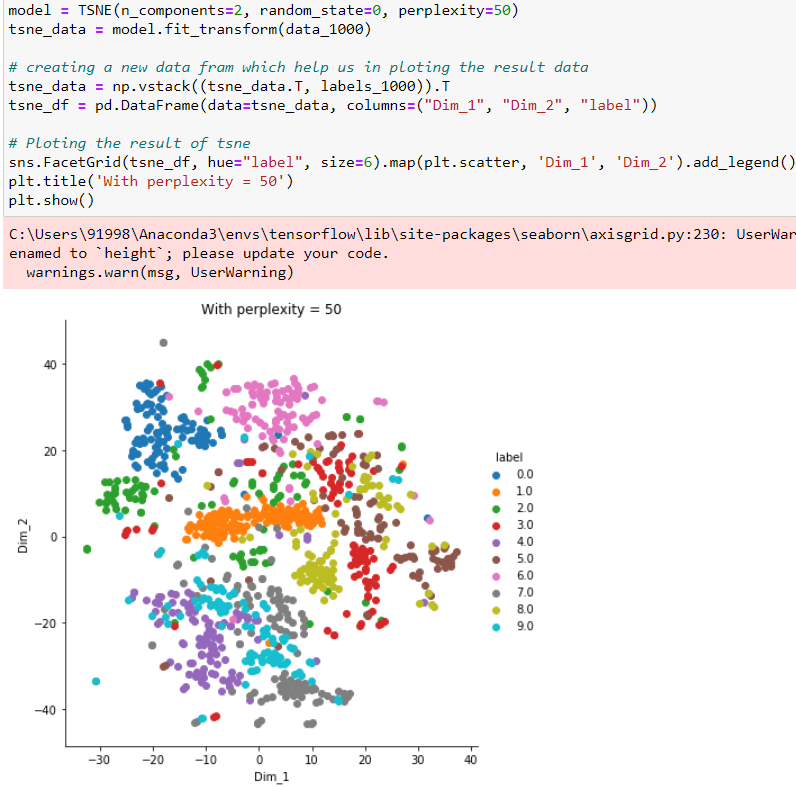 model = TSNE(n_components=2, random_state=0, perplexity=50)
tsne_data = model.fit_transform(data_1000)
# creating a new data fram which help us in ploting the result data
tsne_data = np.vstack((tsne_data.T, labels_1000)).T
tsne_df = pd.DataFrame(data=tsne_data, columns=("Dim_1", "Dim_2", "label"))
# Ploting the result of tsne
sns.FacetGrid(tsne_df, hue="label", size=6).map(plt.scatter, 'Dim_1', 'Dim_2').add_legend()
plt.title('With perplexity = 50')
plt.show()
C:\Users\91998\Anaconda3\envs\tensorflow\lib\site-packages\seaborn\axisgrid.py:230: UserWar
enamed to `height`; please update your code.
warnings.warn(msg, UserWarning)
With perplexity = 50
40
20
0
−20
−40
Dim_2
−30 −20 −10 0 10 20 30 40
Dim_1
label
0.0
1.0
2.0
3.0
4.0
5.0
6.0
7.0
8.0
9.0